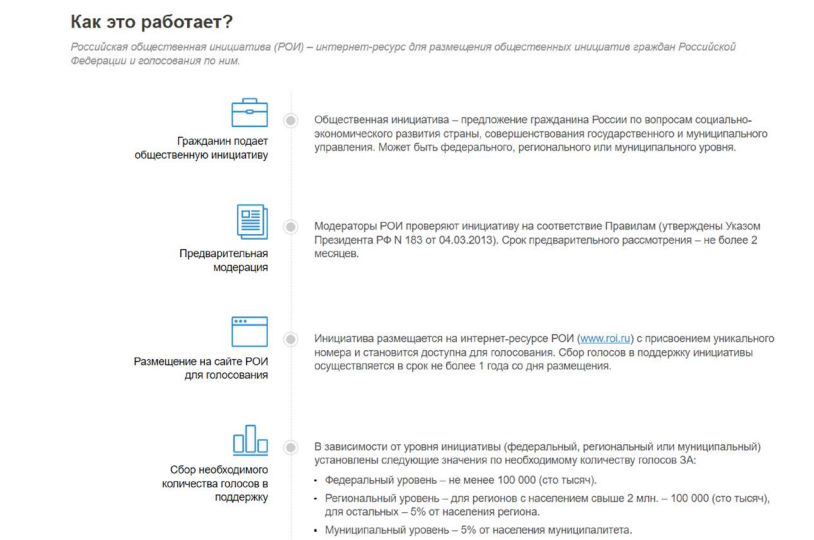 Как это работает?
Российская общественная инициатива (РОИ) – интернет-ресурс для размещения общественных инициатив граждан Российской
Федерации и голосования по ним.
Гражданин подает
общественную инициативу
Общественная инициатива – предложение гражданина России по вопросам социально-
экономического развития страны, совершенствования государственного и муниципального
управления. Может быть федерального, регионального или муниципального уровня.
Предварительная
модерация
Модераторы РОИ проверяют инициативу на соответствие Правилам (утверждены Указом
Президента РФ N 183 от 04.03.2013). Срок предварительного рассмотрения – не более 2
месяцев.
Размещение на сайте РОИ
для голосования
Инициатива размещается на интернет-ресурсе РОИ (www.roi.ru) с присвоением уникального
номера и становится доступна для голосования. Сбор голосов в поддержку инициативы
осуществляется в срок не более 1 года со дня размещения.
Сбор необходимого
количества голосов в
поддержку
В зависимости от уровня инициативы (федеральный, региональный или муниципальный)
установлены следующие значения по необходимому количеству голосов ЗА:
• Федеральный уровень – не менее 100 000 (сто тысяч).
• Региональный уровень – для регионов с населением свыше 2 млн. – 100 000 (сто тысяч),
для остальных – 5% от населения региона.
• Муниципальный уровень – 5% от населения муниципалитета.